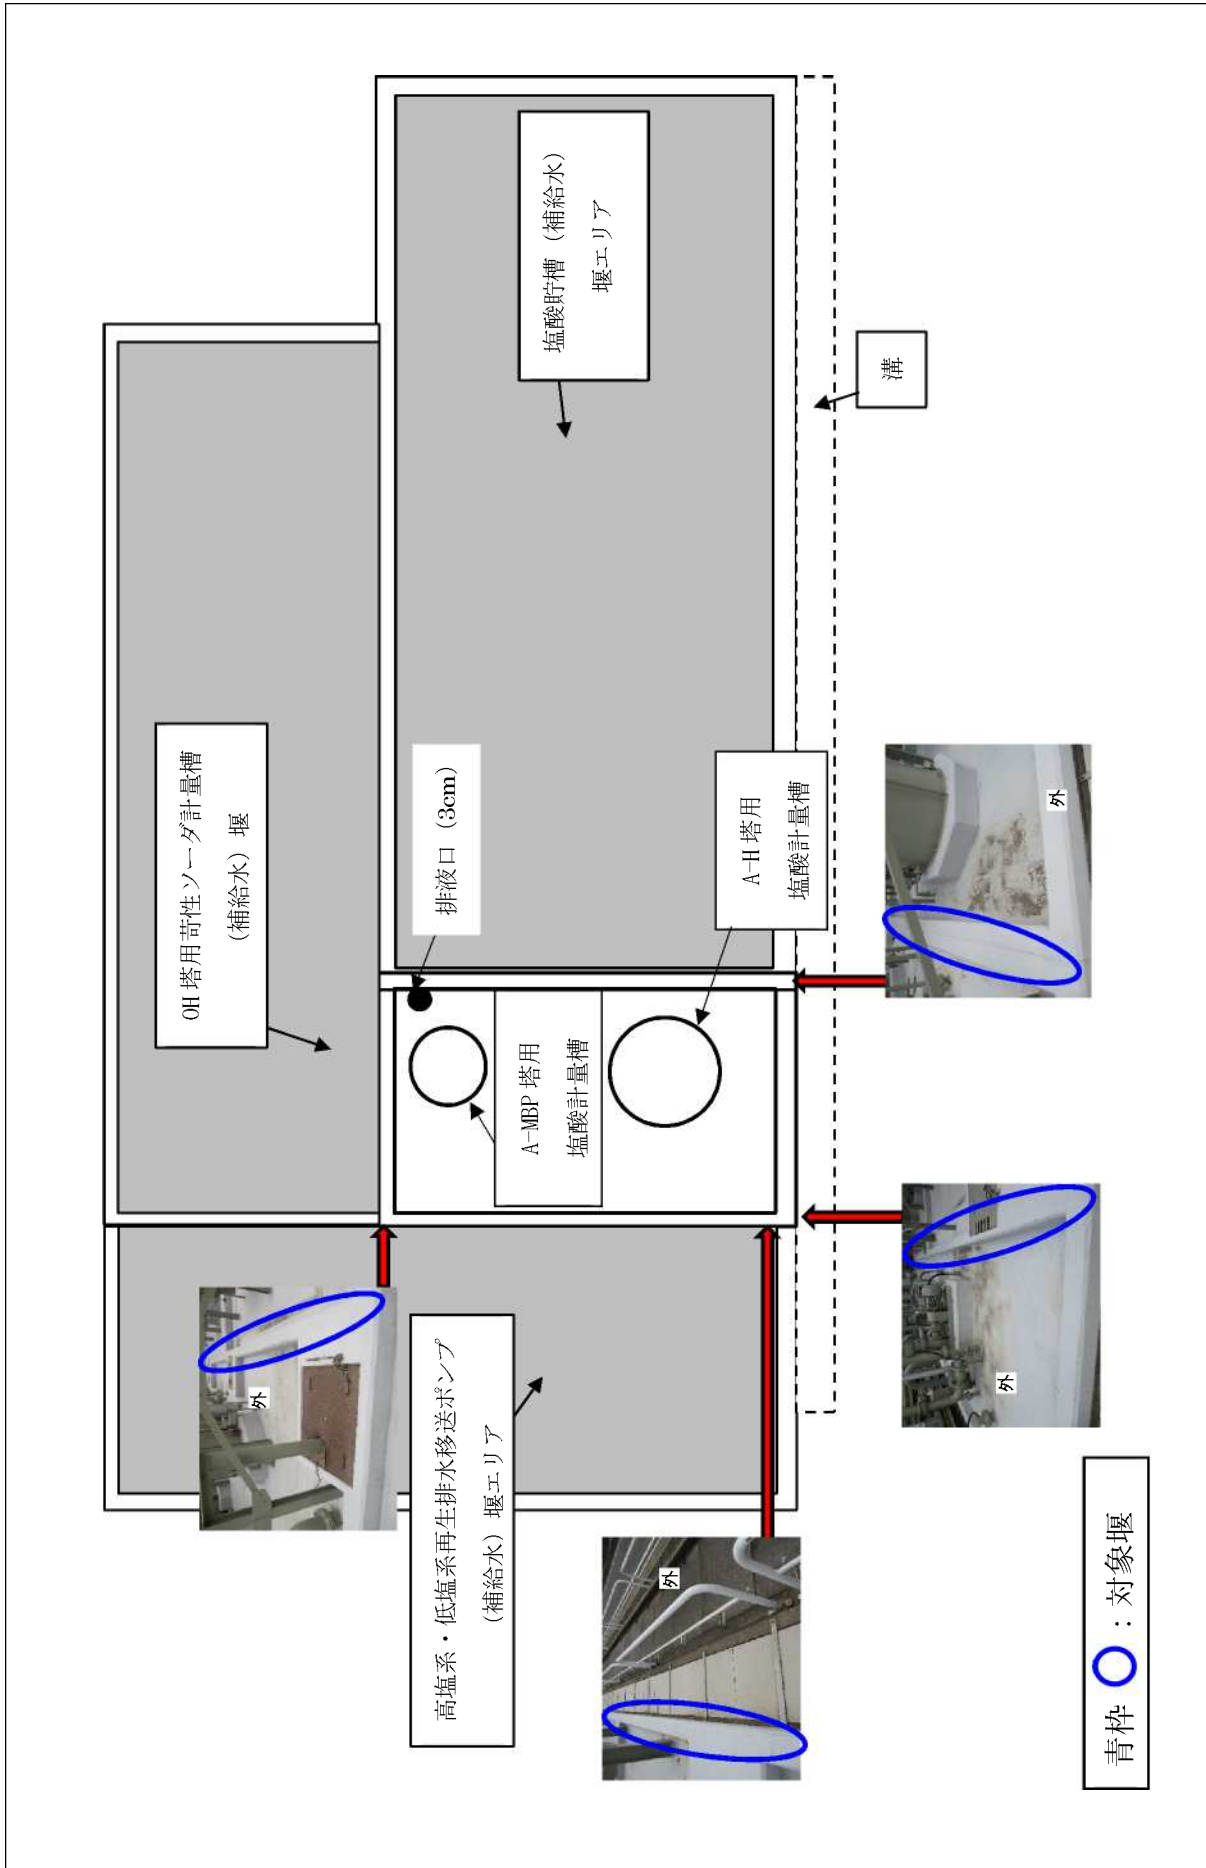 OH 塔用苛性ソーダ計量槽
(補給水) 堰
塩酸貯槽 (補給水)
堰エリア
排液口 (3cm)
A-MBP 塔用
塩酸計量槽
A-H 塔用
塩酸計量槽
溝
高塩系・低塩系再生排水移送ポンプ
(補給水) 堰エリア
外
外
外
外
青枠 : 対象堰